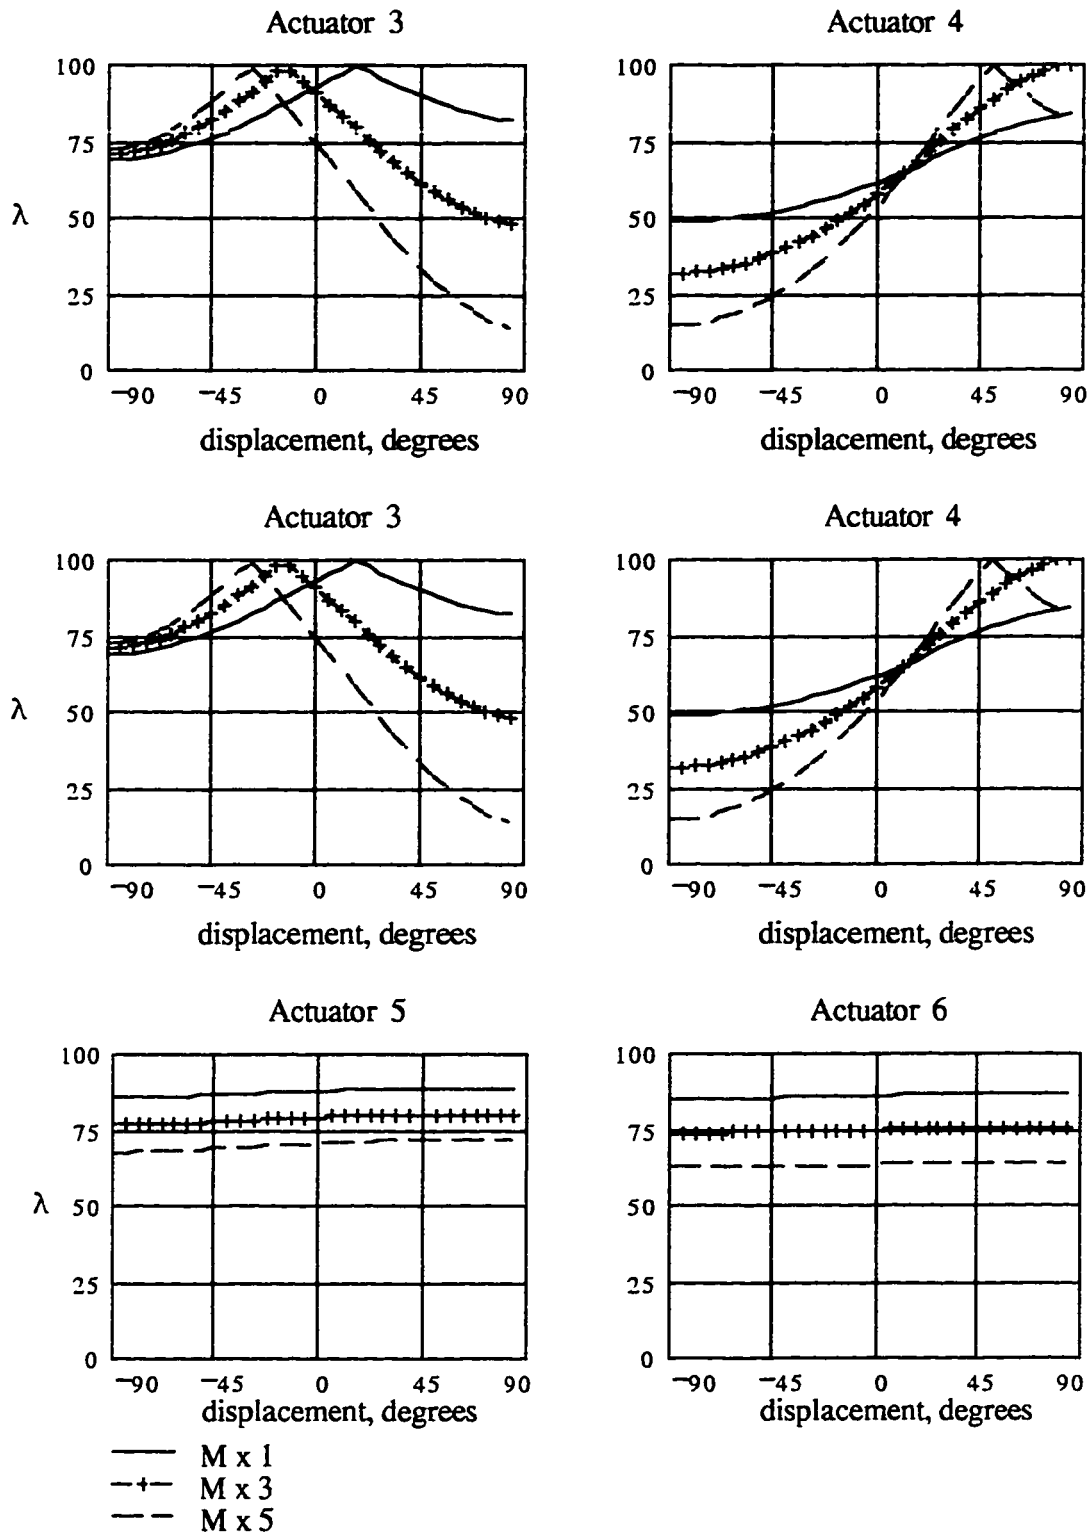 Actuator 3
Actuator 4
100
75
λ
50
25
0
-90 -45 0 45 90
displacement, degrees
100
75
50
25
0
-90 -45 0 45 90
displacement, degrees
Actuator 3
Actuator 4
100
75
λ
50
25
0
-90 -45 0 45 90
displacement, degrees
100
75
50
25
0
-90 -45 0 45 90
displacement, degrees
Actuator 5
Actuator 6
100
75
λ
50
25
0
-90 -45 0 45 90
displacement, degrees
100
75
50
25
0
-90 -45 0 45 90
displacement, degrees
M x 1
M x 3
M x 5